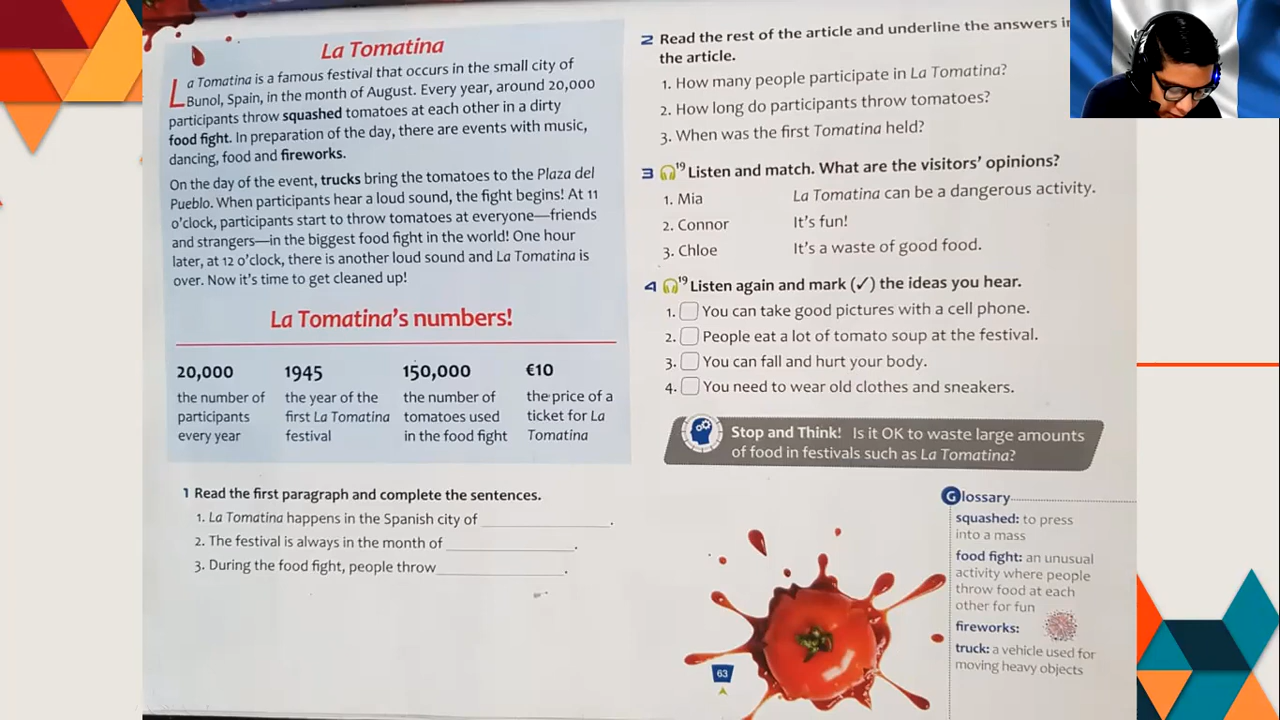 La Tomatina
La Tomatina is a famous festival that occurs in the small city of
Bunol, Spain, in the month of August. Every year, around 20,000
participants throw squashed tomatoes at each other in a dirty
food fight. In preparation of the day, there are events with music,
dancing, food and fireworks.
On the day of the event, trucks bring the tomatoes to the Plaza del
Pueblo. When participants hear a loud sound, the fight begins! At 11
o'clock, participants start to throw tomatoes at everyone—friends
and strangers—in the biggest food fight in the world! One hour
later, at 12 o'clock, there is another loud sound and La Tomatina is
over. Now it's time to get cleaned up!
La Tomatina's numbers!
20,000
the number of
participants
every year
1945
the year of the
first La Tomatina
festival
150,000
the number of
tomatoes used
in the food fight
€10
the price of a
ticket for La
Tomatina
1 Read the first paragraph and complete the sentences.
1. La Tomatina happens in the Spanish city of ____________.
2. The festival is always in the month of ____________.
3. During the food fight, people throw____________.
2 Read the rest of the article and underline the answers in
the article.
1. How many people participate in La Tomatina?
2. How long do participants throw tomatoes?
3. When was the first Tomatina held?
3 19 Listen and match. What are the visitors' opinions?
1. Mia La Tomatina can be a dangerous activity.
2. Connor It's fun!
3. Chloe It's a waste of good food.
4 19 Listen again and mark (✓) the ideas you hear.
1. You can take good pictures with a cell phone.
2. People eat a lot of tomato soup at the festival.
3. You can fall and hurt your body.
4. You need to wear old clothes and sneakers.
Stop and Think! Is it OK to waste large amounts
of food in festivals such as La Tomatina?
Glossary
squashed: to press
into a mass
food fight: an unusual
activity where people
throw food at each
other for fun
fireworks:
truck: a vehicle used for
moving heavy objects
63